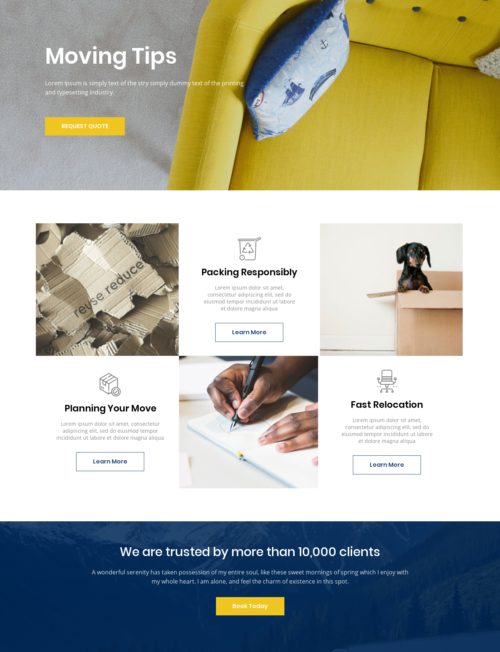 Moving Tips
Lorem Ipsum is simply text of the stry simply dummy text of the printing
and typesetting industry.
REQUEST QUOTE
reuse reduce
Packing Responsibly
Lorem ipsum dolor sit amet,
consectetur adipiscing elit, sed do
eiusmod tempor incididunt ut labore
et dolore magna aliqua
Learn More
Planning Your Move
Lorem ipsum dolor sit amet,
consectetur adipiscing elit, sed
do eiusmod tempor incididunt
ut labore et dolore magna aliqua
Learn More
Fast Relocation
Lorem ipsum dolor sit amet,
consectetur adipiscing elit, sed
do eiusmod tempor incididunt
ut labore et dolore magna aliqua
Learn More
We are trusted by more than 10,000 clients
A wonderful serenity has taken possession of my entire soul, like these sweet mornings of spring which I enjoy with
my whole heart. I am alone, and feel the charm of existence in this spot.
Book Today